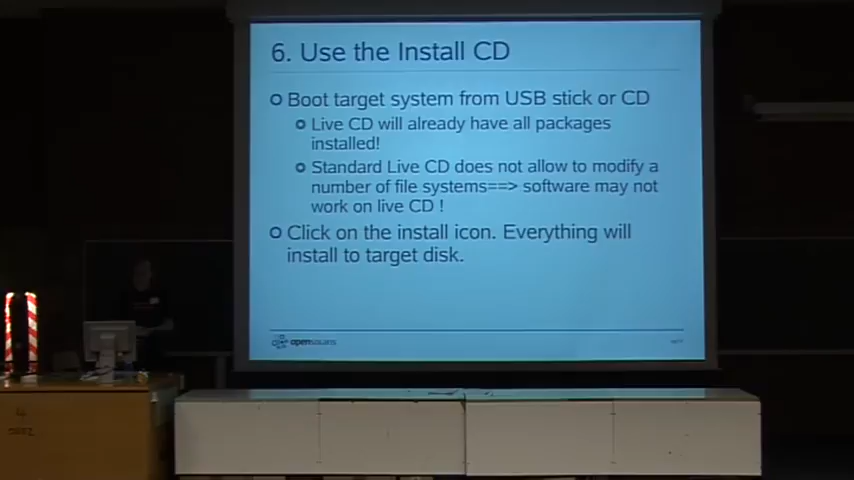 6. Use the Install CD
Boot target system from USB stick or CD
Live CD will already have all packages
installed!
Standard Live CD does not allow to modify a
number of file systems==> software may not
work on live CD !
Click on the install icon. Everything will
install to target disk.
opensolaris